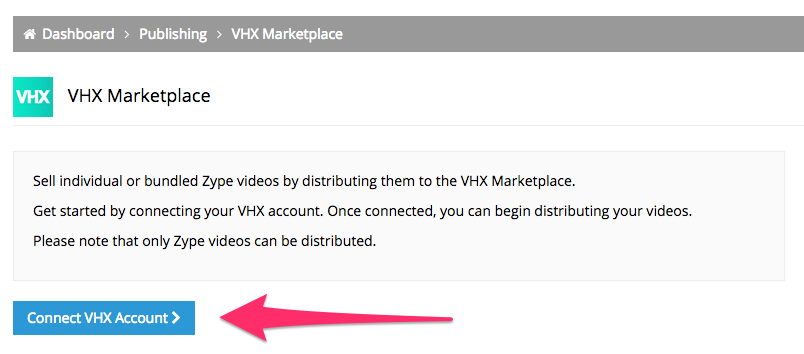 Dashboard > Publishing > VHX Marketplace
VHX VHX Marketplace
Sell individual or bundled Zype videos by distributing them to the VHX Marketplace.
Get started by connecting your VHX account. Once connected, you can begin distributing your videos.
Please note that only Zype videos can be distributed.
Connect VHX Account >